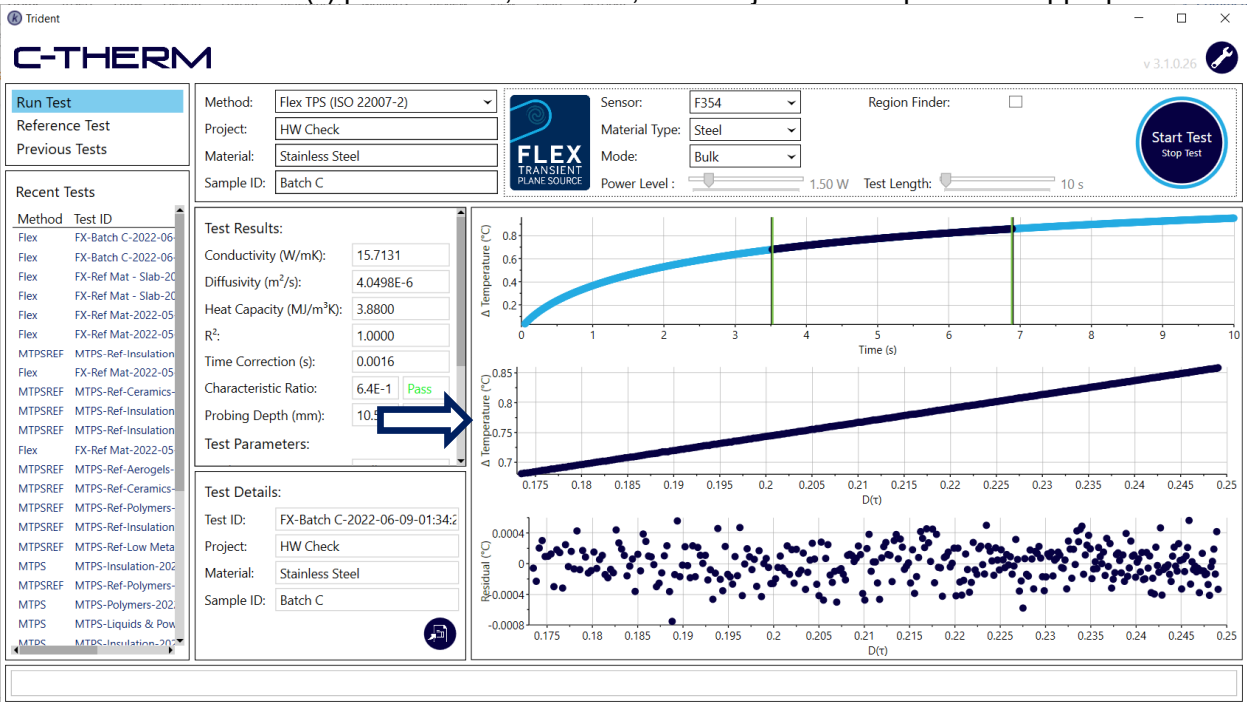 Trident
C-THERM
v 3.1.0.26
Run Test
Reference Test
Previous Tests
Recent Tests
Method Test ID
Flex FX-Batch C-2022-06-
Flex FX-Batch C-2022-06-
Flex FX-Ref Mat - Slab-20
Flex FX-Ref Mat - Slab-20
Flex FX-Ref Mat-2022-05
Flex FX-Ref Mat-2022-05
MTPSREF MTPS-Ref-Insulation
Flex FX-Ref Mat-2022-05
MTPSREF MTPS-Ref-Ceramics-
MTPSREF MTPS-Ref-Insulation
MTPSREF MTPS-Ref-Insulation
Flex FX-Ref Mat-2022-05
MTPSREF MTPS-Ref-Aerogels-
MTPSREF MTPS-Ref-Ceramics-
MTPSREF MTPS-Ref-Polymers-
MTPSREF MTPS-Ref-Insulation
MTPSREF MTPS-Ref-Low Meta
MTPS MTPS-Insulation-202
MTPSREF MTPS-Ref-Polymers-
MTPS MTPS-Polymers-202
MTPS MTPS-Liquids & Pow
MTPS MTPS-Insulation-202
Method: Flex TPS (ISO 22007-2)
Project: HW Check
Material: Stainless Steel
Sample ID: Batch C
FLEX
TRANSIENT
PLANE SOURCE
Sensor: F354
Material Type: Steel
Mode: Bulk
Power Level : 1.50 W
Region Finder:
Test Length: 10 s
Start Test
Stop Test
Test Results:
Conductivity (W/mK): 15.7131
Diffusivity (m²/s): 4.0498E-6
Heat Capacity (MJ/m³K): 3.8800
R²: 1.0000
Time Correction (s): 0.0016
Characteristic Ratio: 6.4E-1 Pass
Probing Depth (mm): 10.5
Test Parameters:
Test Details:
Test ID: FX-Batch C-2022-06-09-01:34:2
Project: HW Check
Material: Stainless Steel
Sample ID: Batch C
Δ Temperature (°C)
0.8
0.6
0.4
0.2
0 1 2 3 4 5 6 7 8 9 10
Time (s)
Δ Temperature (°C)
0.85
0.8
0.75
0.7
0.175 0.18 0.185 0.19 0.195 0.2 0.205 0.21 0.215 0.22 0.225 0.23 0.235 0.24 0.245 0.25
D(τ)
Residual (°C)
0.0004
0
-0.0004
-0.0008
0.175 0.18 0.185 0.19 0.195 0.2 0.205 0.21 0.215 0.22 0.225 0.23 0.235 0.24 0.245 0.25
D(τ)